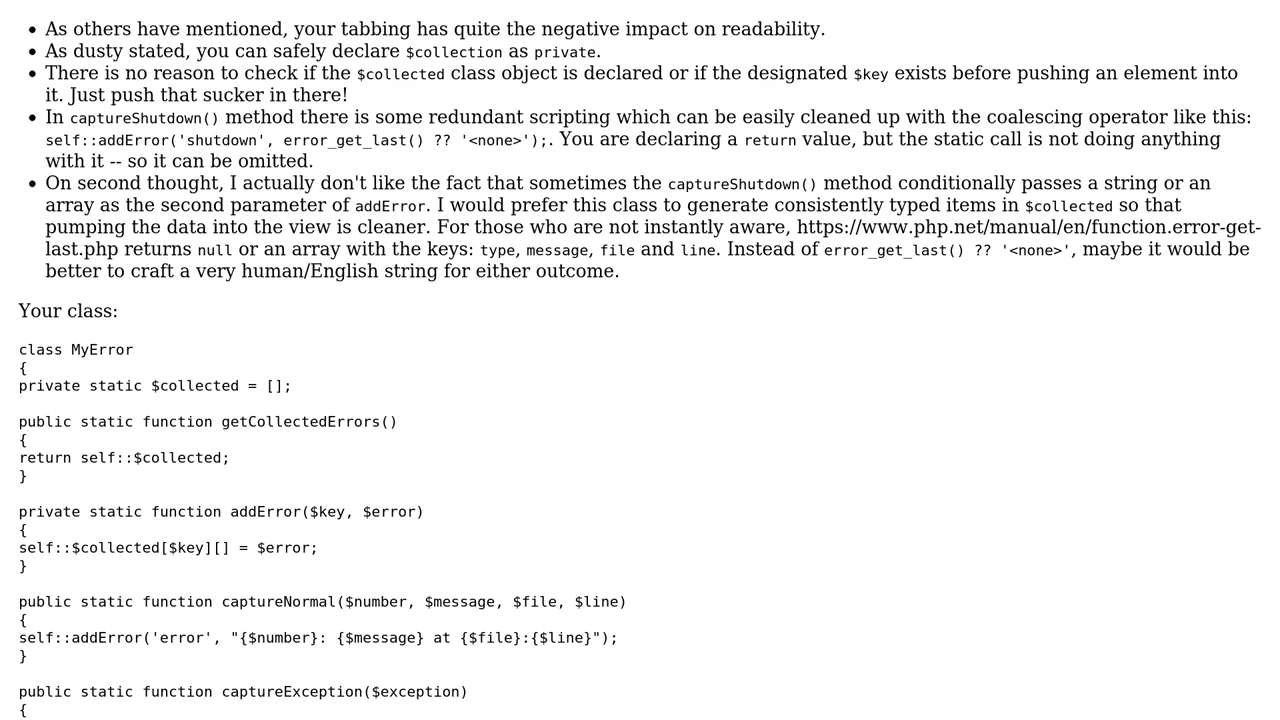 • As others have mentioned, your tabbing has quite the negative impact on readability.
• As dusty stated, you can safely declare $collection as private.
• There is no reason to check if the $collected class object is declared or if the designated $key exists before pushing an element into
it. Just push that sucker in there!
• In captureShutdown() method there is some redundant scripting which can be easily cleaned up with the coalescing operator like this:
self::addError('shutdown', error_get_last() ?? '<none>');. You are declaring a return value, but the static call is not doing anything
with it -- so it can be omitted.
• On second thought, I actually don't like the fact that sometimes the captureShutdown() method conditionally passes a string or an
array as the second parameter of addError. I would prefer this class to generate consistently typed items in $collected so that
pumping the data into the view is cleaner. For those who are not instantly aware, https://www.php.net/manual/en/function.error-get-
last.php returns null or an array with the keys: type, message, file and line. Instead of error_get_last() ?? '<none>', maybe it would be
better to craft a very human/English string for either outcome.
Your class:
class MyError
{
private static $collected = [];
public static function getCollectedErrors()
{
return self::$collected;
}
private static function addError($key, $error)
{
self::$collected[$key][] = $error;
}
public static function captureNormal($number, $message, $file, $line)
{
self::addError('error', "{$number}: {$message} at {$file}:{$line}");
}
public static function captureException($exception)
{